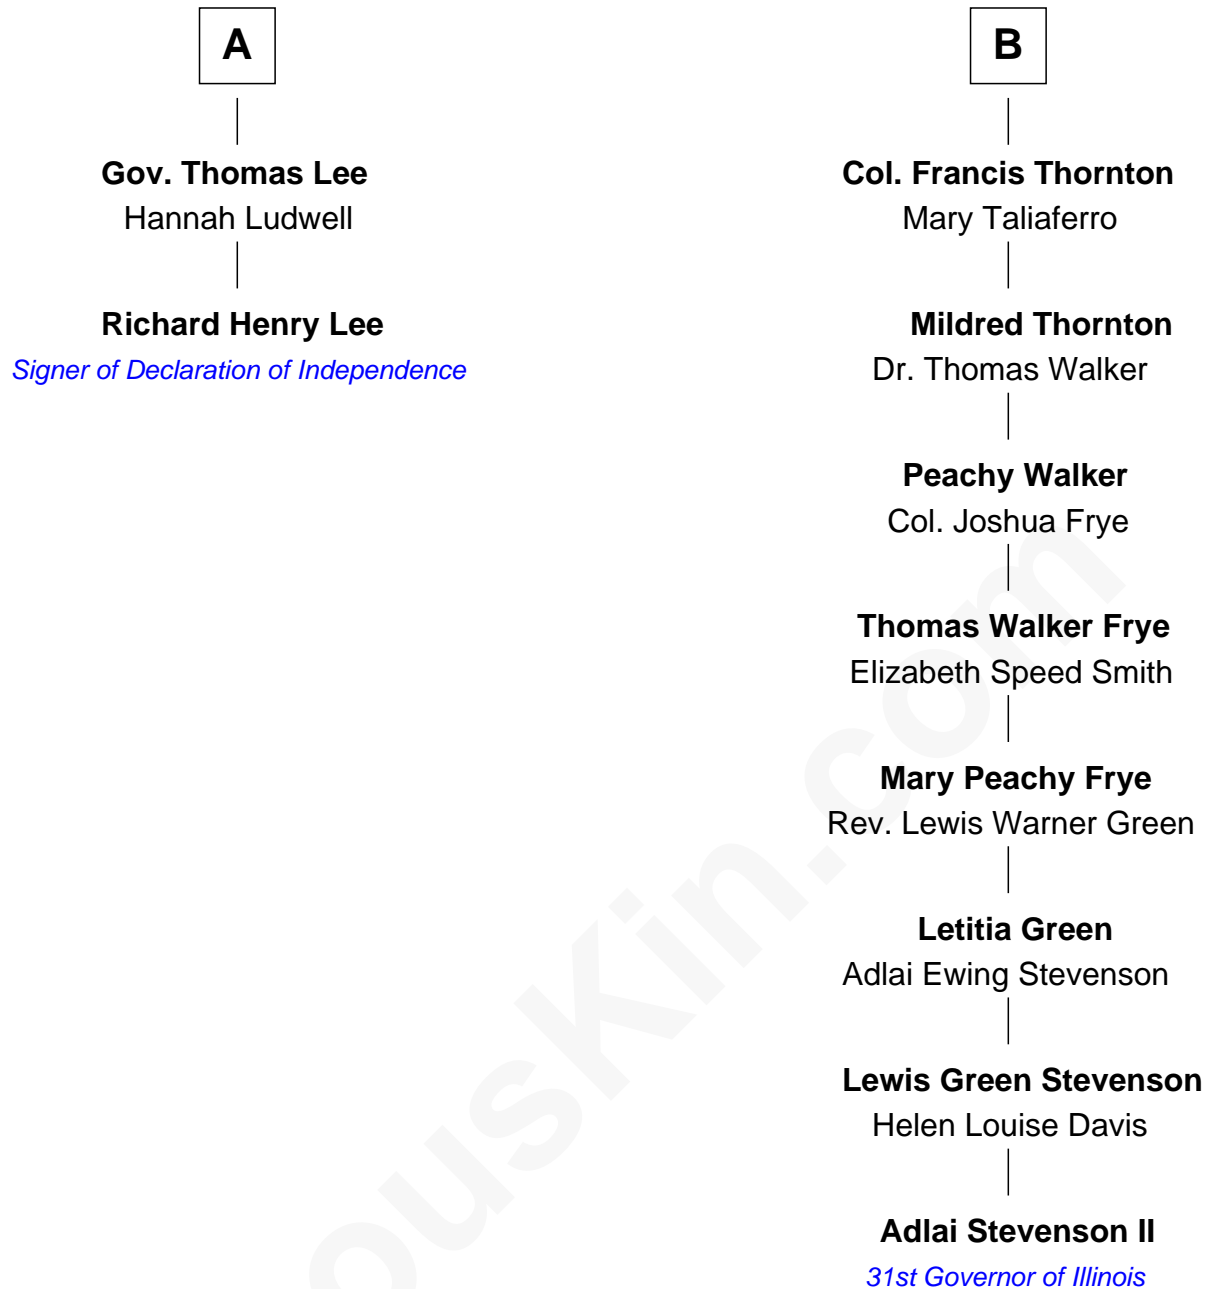 A
Gov. Thomas Lee
Hannah Ludwell
Richard Henry Lee
Signer of Declaration of Independence
B
Col. Francis Thornton
Mary Taliaferro
Mildred Thornton
Dr. Thomas Walker
Peachy Walker
Col. Joshua Frye
Thomas Walker Frye
Elizabeth Speed Smith
Mary Peachy Frye
Rev. Lewis Warner Green
Letitia Green
Adlai Ewing Stevenson
Lewis Green Stevenson
Helen Louise Davis
Adlai Stevenson II
31st Governor of Illinois
ousKin.com